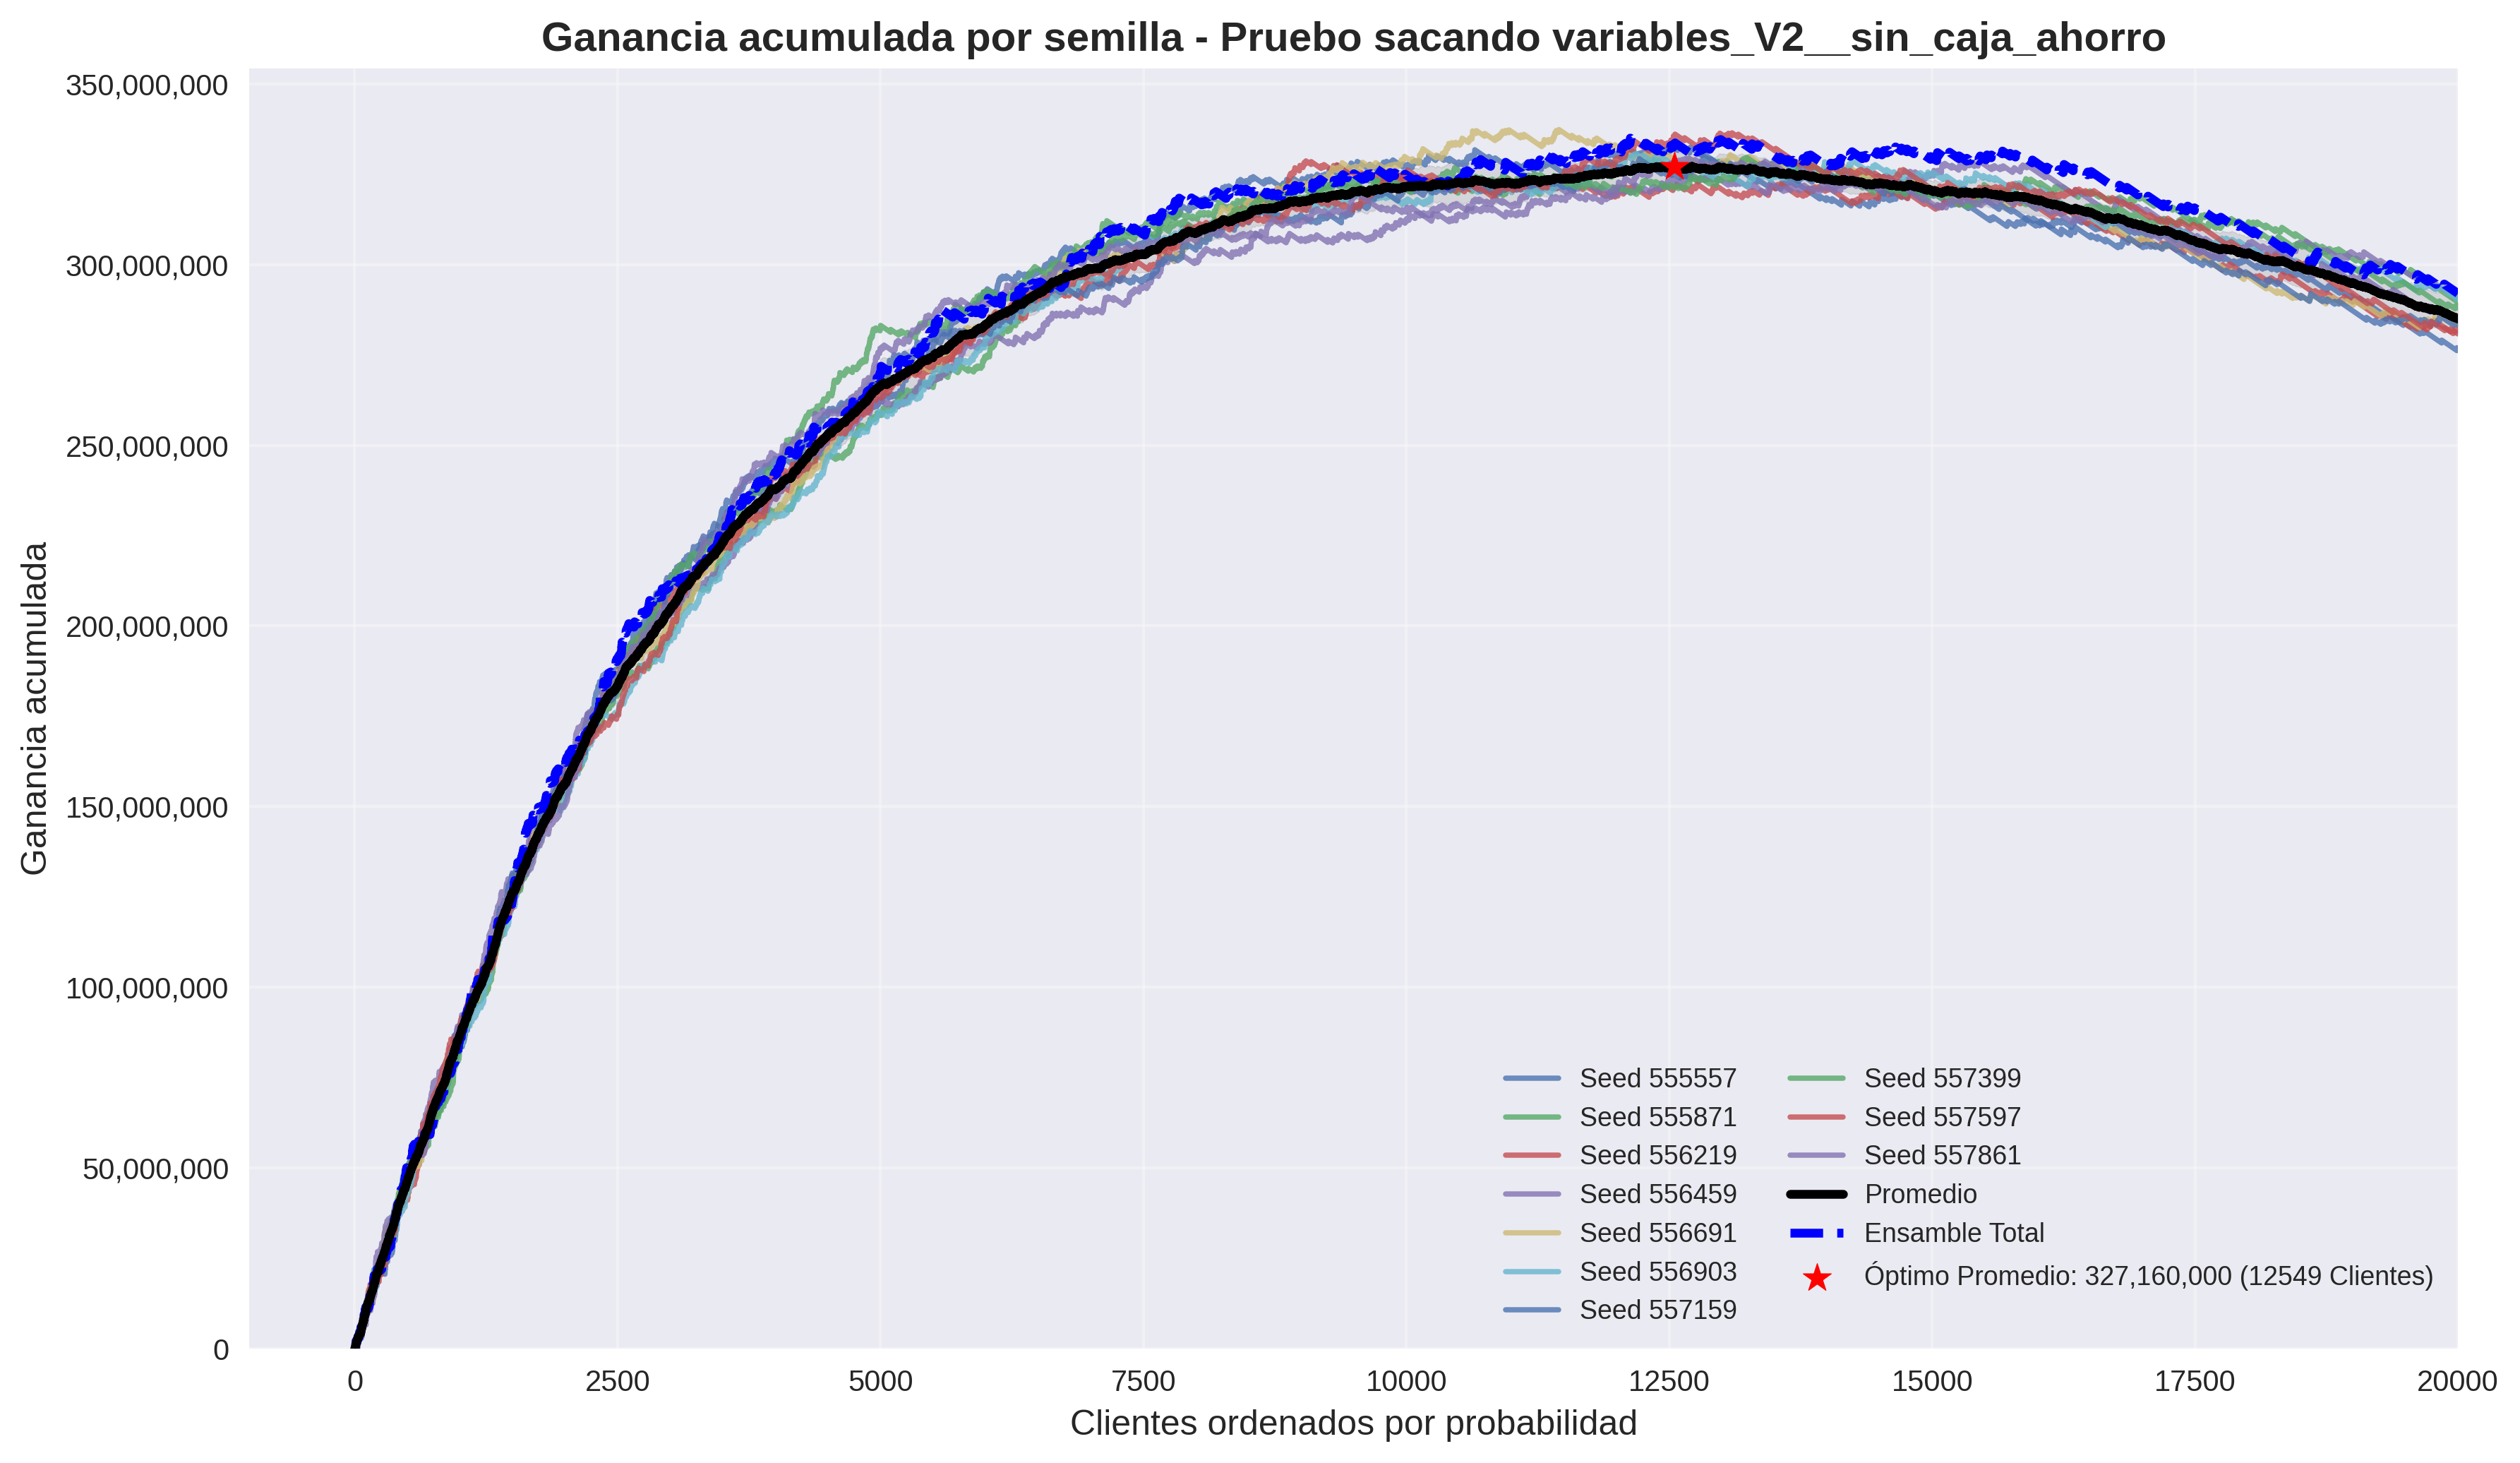 Ganancia acumulada por semilla - Pruebo sacando variables_V2__sin_caja_ahorro
Ganancia acumulada
350,000,000
300,000,000
250,000,000
200,000,000
150,000,000
100,000,000
50,000,000
0
0
2500
5000
7500
10000
12500
15000
17500
20000
Clientes ordenados por probabilidad
Seed 555557
Seed 555871
Seed 556219
Seed 556459
Seed 556691
Seed 556903
Seed 557159
Seed 557399
Seed 557597
Seed 557861
Promedio
Ensamble Total
Óptimo Promedio: 327,160,000 (12549 Clientes)